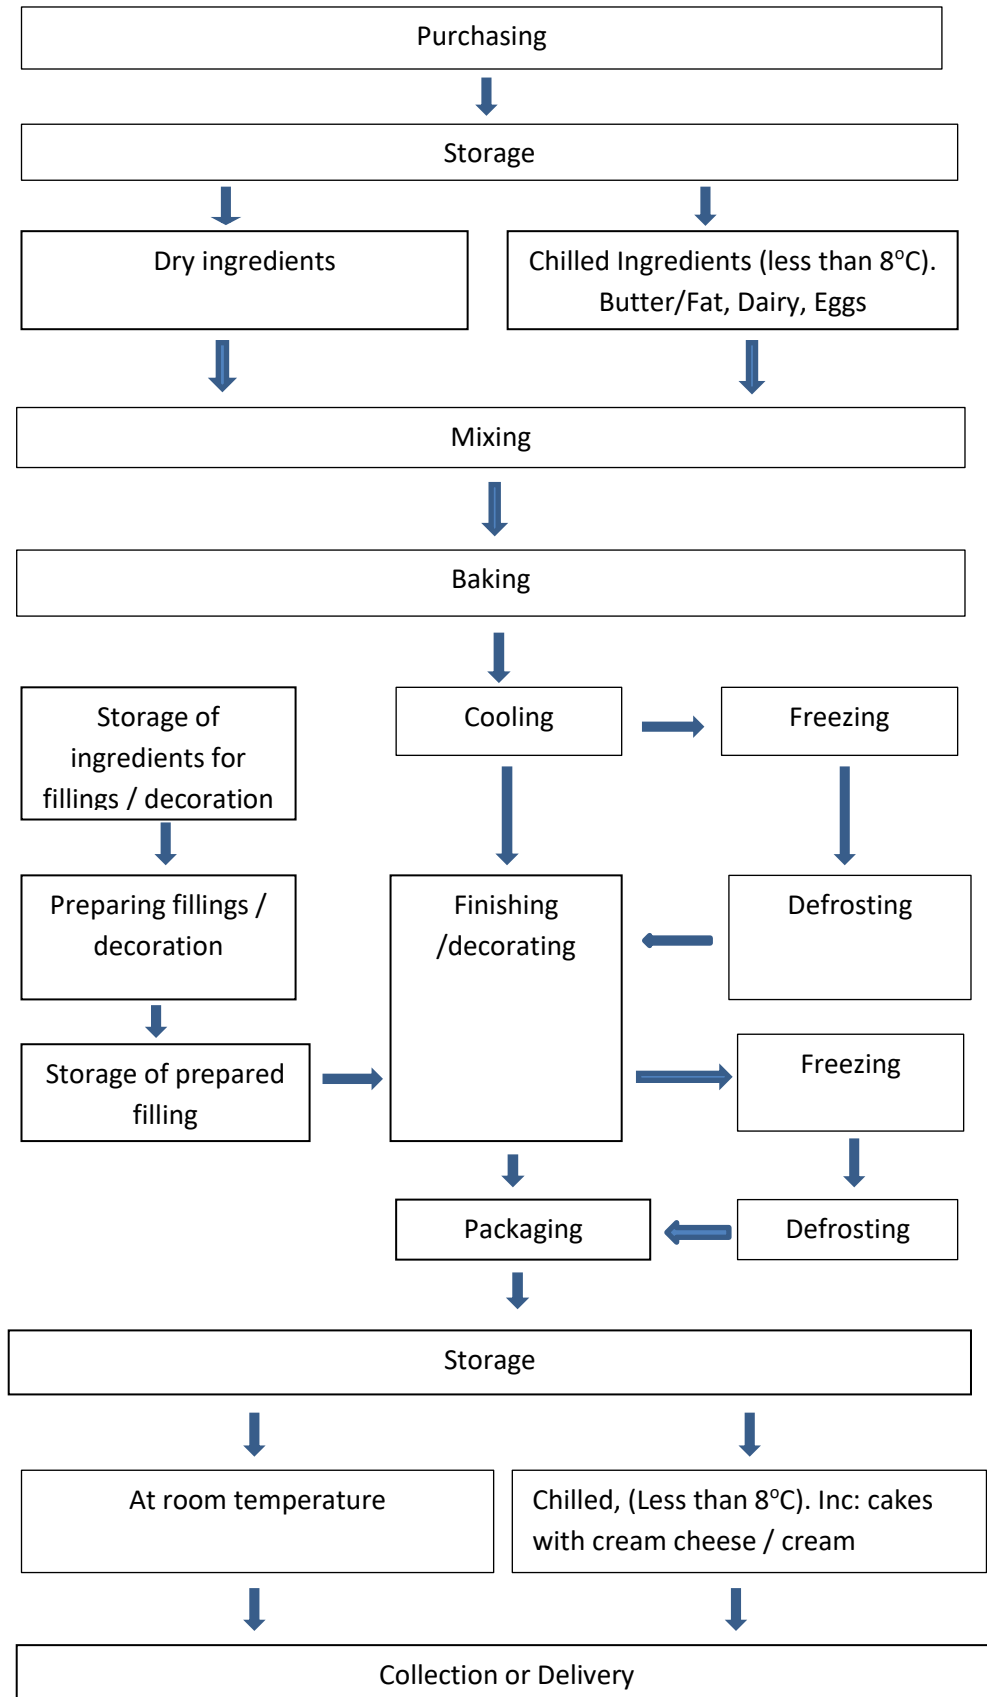 Purchasing
Storage
Dry ingredients
Chilled Ingredients (less than 8°C).
Butter/Fat, Dairy, Eggs
Mixing
Baking
Storage of
ingredients for
fillings / decoration
Cooling
Freezing
Preparing fillings /
decoration
Finishing
/decorating
Defrosting
Storage of prepared
filling
Freezing
Packaging
Defrosting
Storage
At room temperature
Chilled, (Less than 8°C). Inc: cakes
with cream cheese / cream
Collection or Delivery